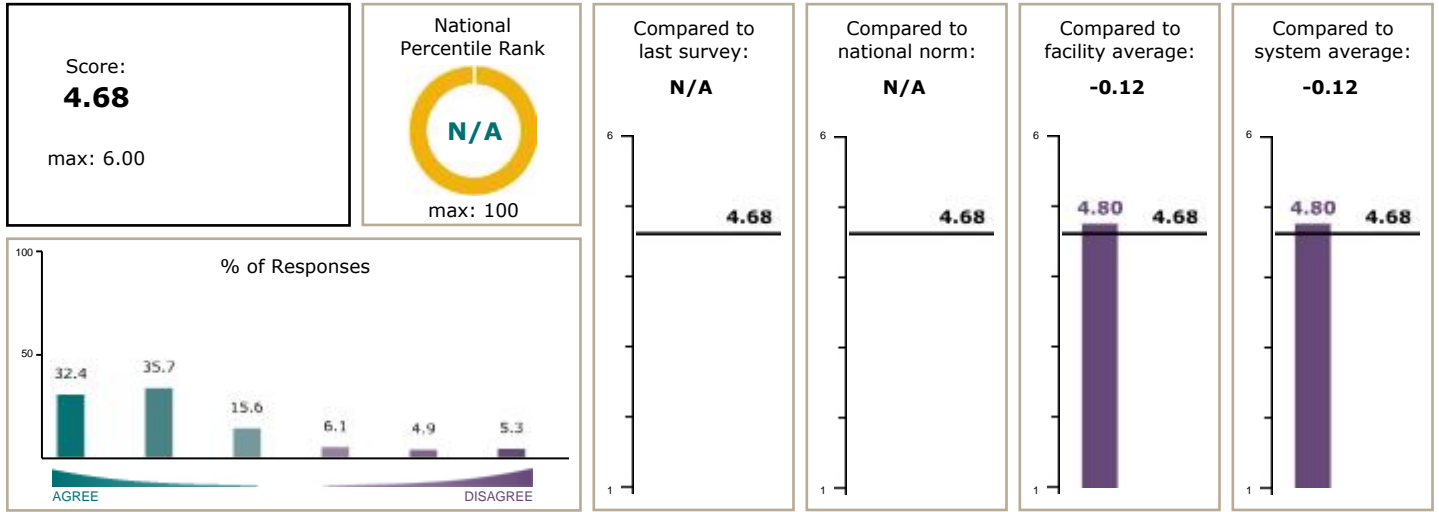 Score:
4.68
max: 6.00
National
Percentile Rank
N/A
max: 100
% of Responses
100
50
32.4
35.7
15.6
6.1
4.9
5.3
AGREE
DISAGREE
Compared to
last survey:
N/A
6
4.68
1
Compared to
national norm:
N/A
6
4.68
1
Compared to
facility average:
-0.12
6
4.80
4.68
1
Compared to
system average:
-0.12
6
4.80
4.68
1